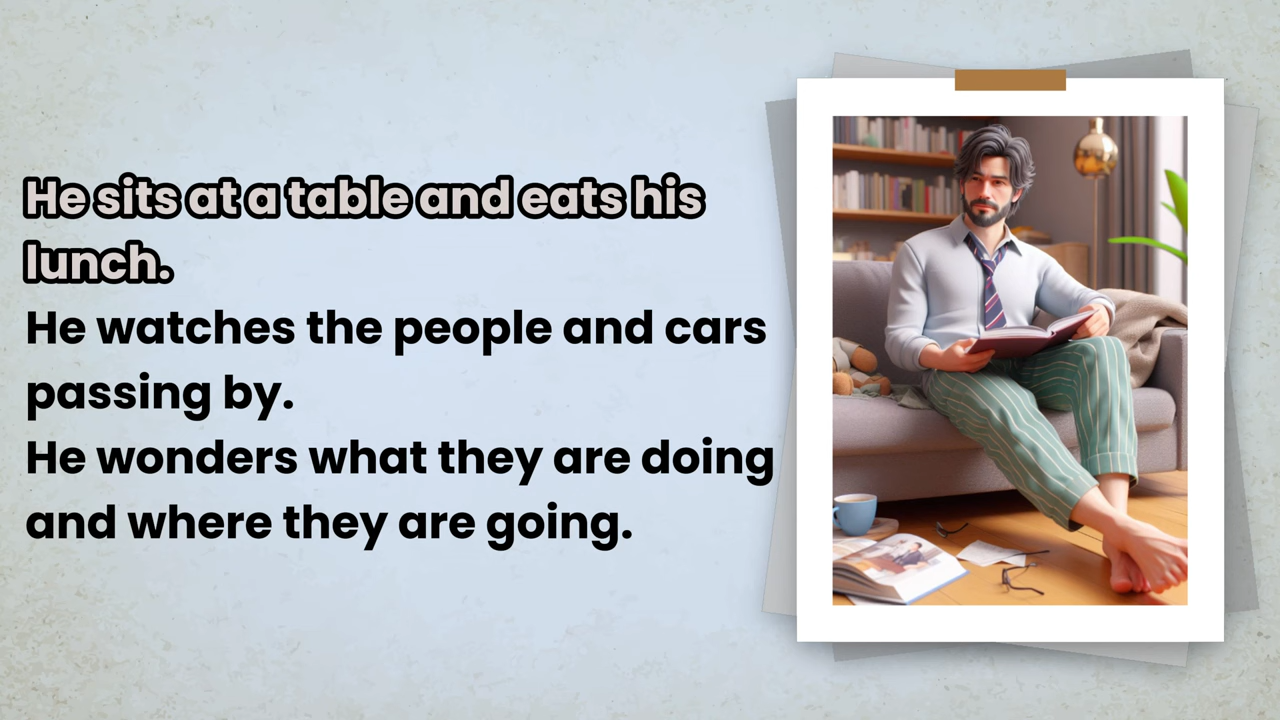 He sits at a table and eats his
lunch.
He watches the people and cars
passing by.
He wonders what they are doing
and where they are going.